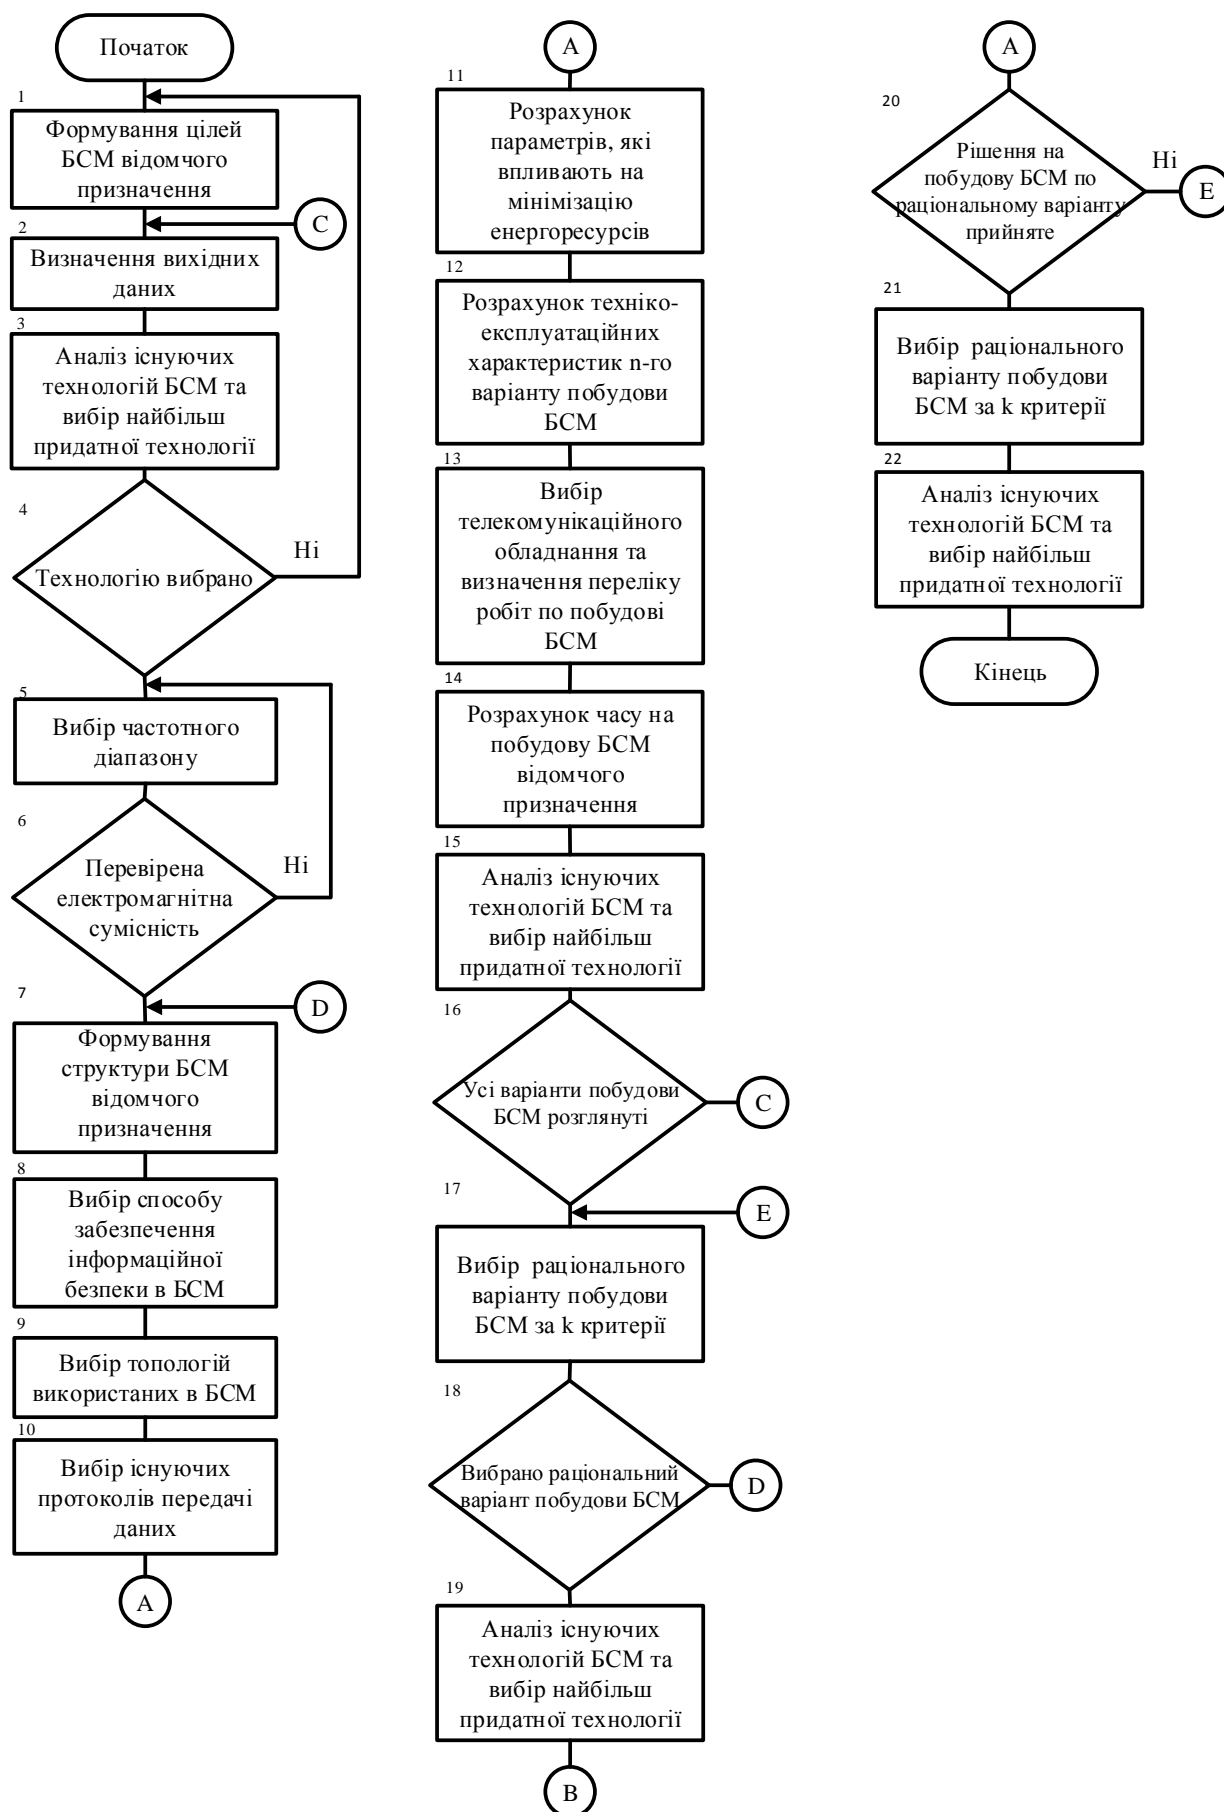 Початок
1
Формування цілей
БСМ відомчого
призначення
C
2
Визначення вихідних
даних
3
Аналіз існуючих
технологій БСМ та
вибір найбільш
придатної технології
4
Ні
Технологію вибрано
5
Вибір частотного
діапазону
6
Перевірена
електромагнітна
сумісність
Ні
7
D
Формування
структури БСМ
відомчого
призначення
8
Вибір способу
забезпечення
інформаційної
безпеки в БСМ
9
Вибір топологій
використаних в БСМ
10
Вибір існуючих
протоколів передачі
даних
A
A
11
Розрахунок
параметрів, які
впливають на
мінімізацію
енергоресурсів
12
Розрахунок техніко-
експлуатаційних
характеристик n-го
варіанту побудови
БСМ
13
Вибір
телекомунікаційного
обладнання та
визначення переліку
робіт по побудові
БСМ
14
Розрахунок часу на
побудову БСМ
відомчого
призначення
15
Аналіз існуючих
технологій БСМ та
вибір найбільш
придатної технології
16
Усі варіанти побудови
БСМ розглянуті
C
17
E
Вибір раціонального
варіанту побудови
БСМ за k критерії
18
Вибрано раціональний
варіант побудови БСМ
D
19
Аналіз існуючих
технологій БСМ та
вибір найбільш
придатної технології
B
A
20
Рішення на
побудову БСМ по
раціональному варіанту
прийняте
Ні
E
21
Вибір раціонального
варіанту побудови
БСМ за k критерії
22
Аналіз існуючих
технологій БСМ та
вибір найбільш
придатної технології
Кінець